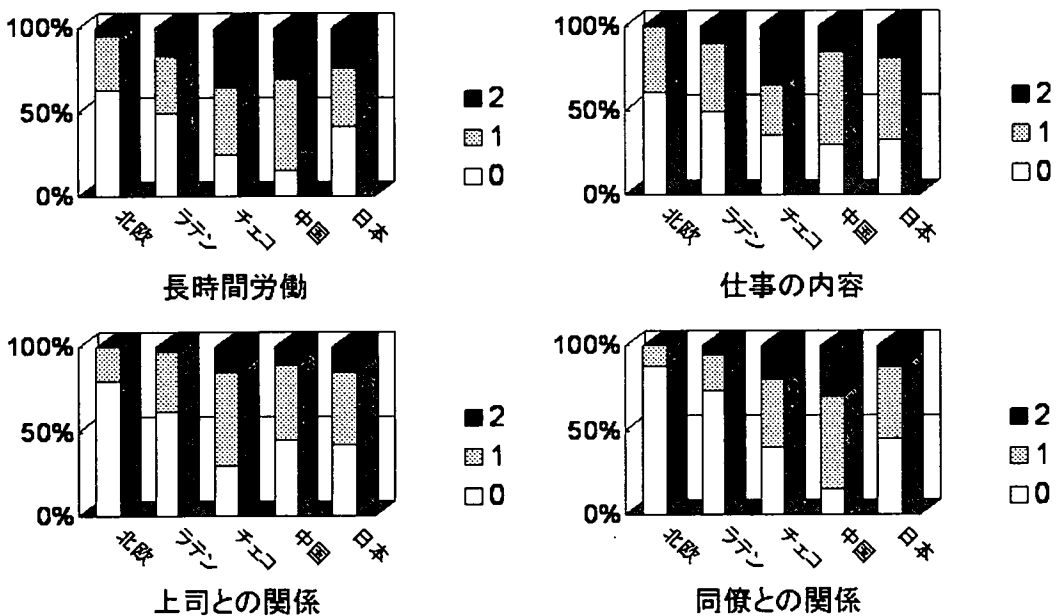 100%
50%
0%
北欧
ラテン
チェコ
中国
日本
■2
1
□0
長時間労働
100%
50%
0%
北欧
ラテン
チェコ
中国
日本
■2
1
□0
仕事の内容
100%
50%
0%
北欧
ラテン
チェコ
中国
日本
■2
1
□0
上司との関係
100%
50%
0%
北欧
ラテン
チェコ
中国
日本
■2
1
□0
同僚との関係